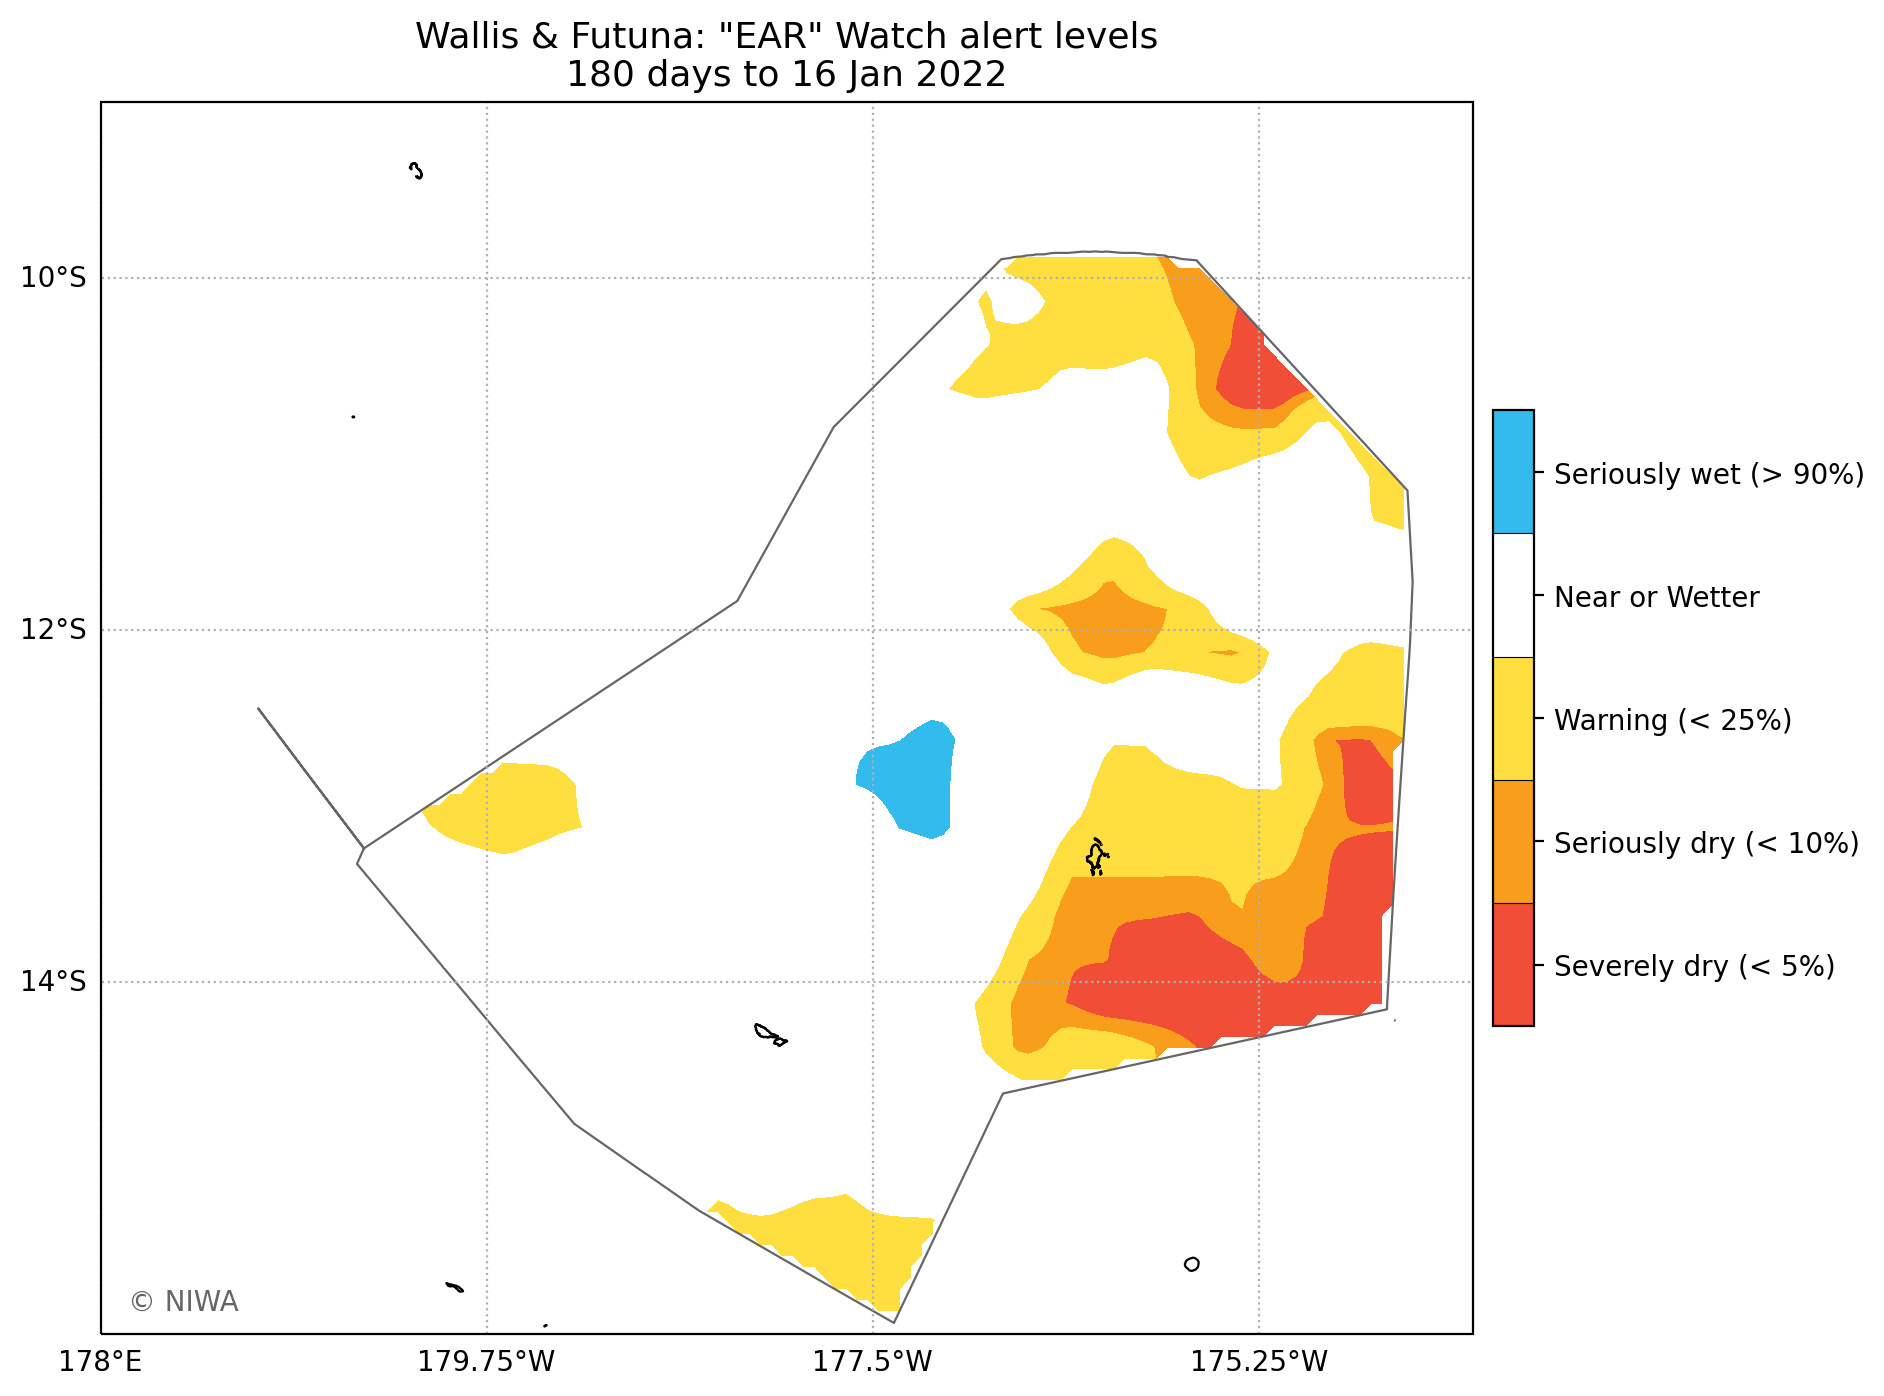 Wallis & Futuna: "EAR" Watch alert levels
180 days to 16 Jan 2022
10°S
12°S
14°S
178°E
179.75°W
177.5°W
175.25°W
Seriously wet (> 90%)
Near or Wetter
Warning (< 25%)
Seriously dry (< 10%)
Severely dry (< 5%)
© NIWA